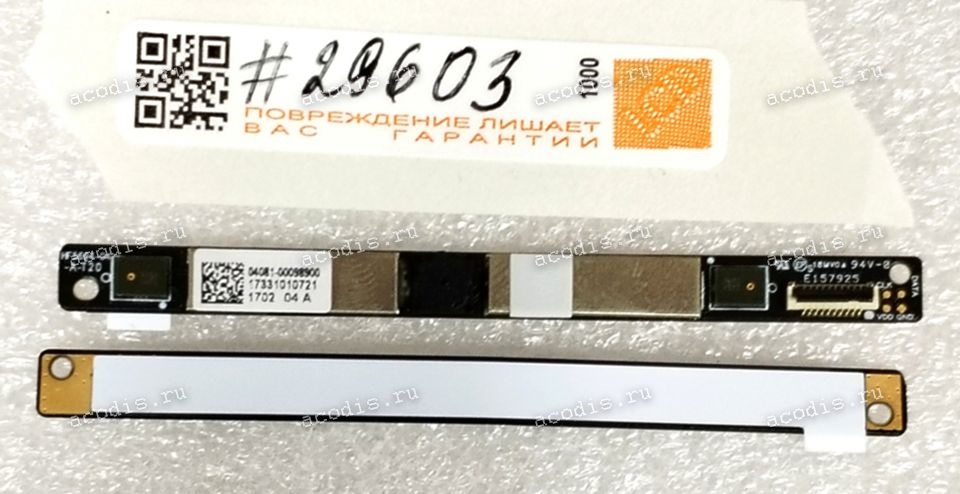 #29603
1000
ПОВРЕЖДЕНИЕ ЛИШАЕТ
ВАС ГАРАНТИИ
-A-T20
04081-00098900
17331010721
1702 04 A
94V-0
E157925
CLK
DATA
VDD GND
acodis.ru